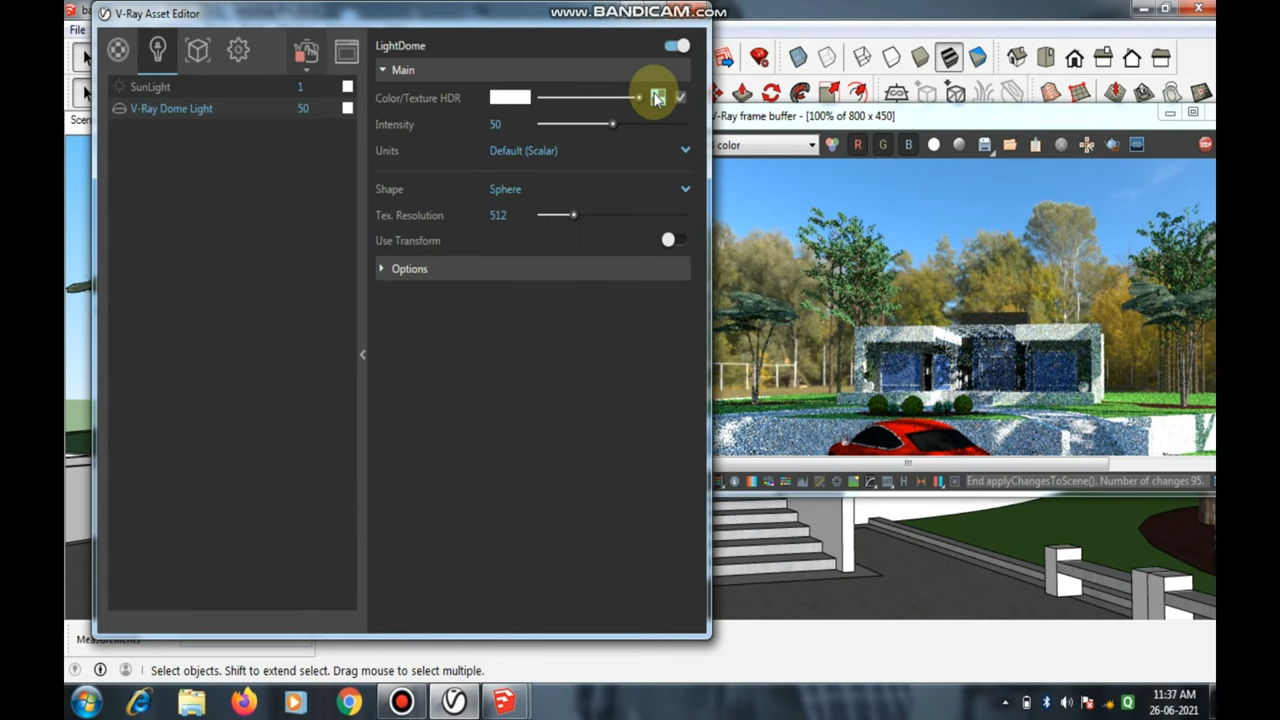 V-Ray Asset Editor
www.BANDICAM.com
File
LightDome
Main
SunLight 1
V-Ray Dome Light 50
Color/Texture HDR
Intensity 50
Units Default (Scalar)
Shape Sphere
Tex. Resolution 512
Use Transform
Options
V-Ray frame buffer - [100% of 800 x 450]
color
R G B
H
End applyChangesToScene(). Number of changes 95.
Select objects. Shift to extend select. Drag mouse to select multiple.
11:37 AM
26-06-2021